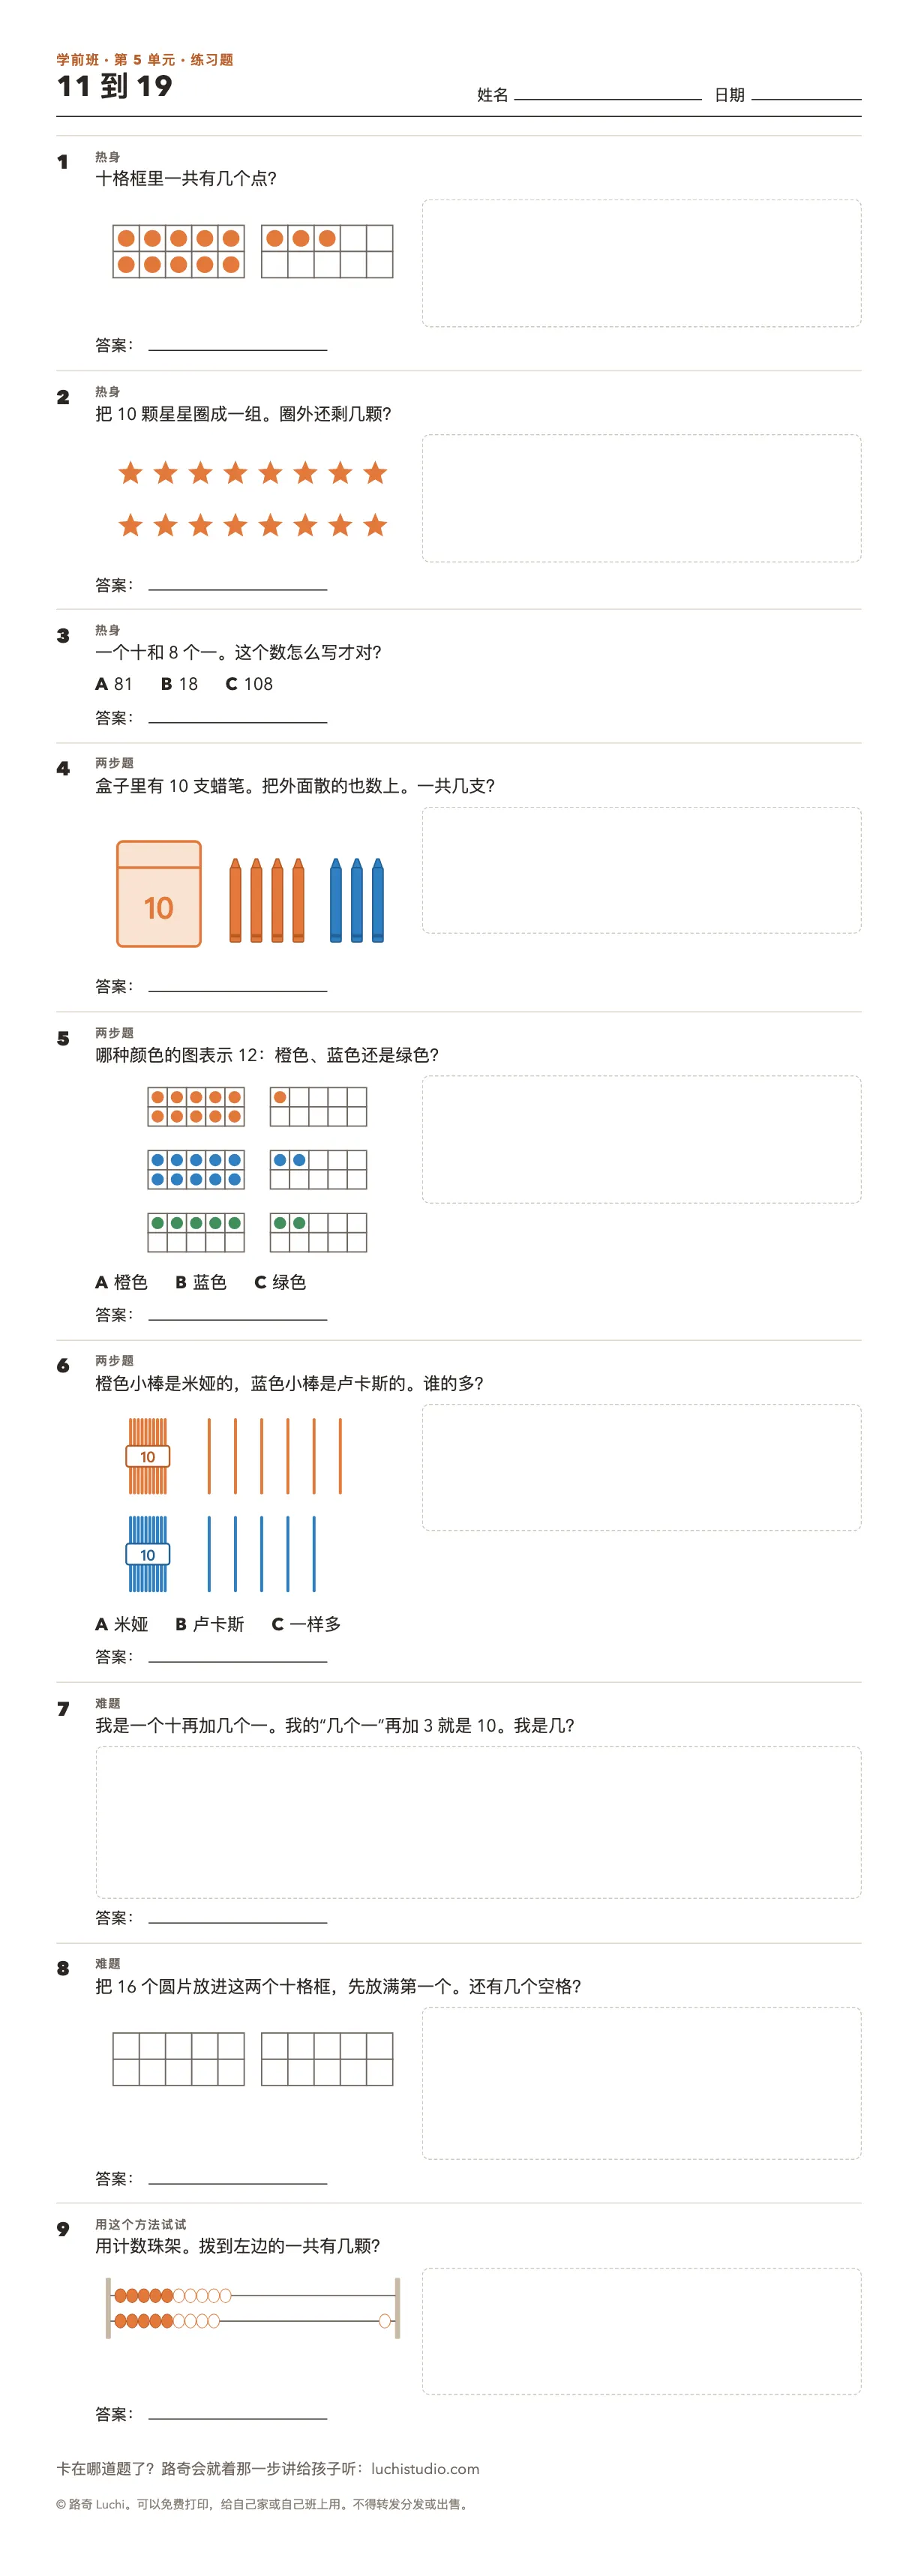 学前班·第 5 单元·练习题
11 到 19
姓名 日期
1
热身
十格框里一共有几个点？
答案：
2
热身
把 10 颗星星圈成一组。圈外还剩几颗？
答案：
3
热身
一个十和 8 个一。这个数怎么写才对？
A 81 B 18 C 108
答案：
4
两步题
盒子里有 10 支蜡笔。把外面散的也数上。一共几支？
10
答案：
5
两步题
哪种颜色的图表示 12：橙色、蓝色还是绿色？
A 橙色 B 蓝色 C 绿色
答案：
6
两步题
橙色小棒是米娅的，蓝色小棒是卢卡斯的。谁的多？
10
10
A 米娅 B 卢卡斯 C 一样多
答案：
7
难题
我是一个十再加几个一。我的“几个一”再加 3 就是 10。我是几？
答案：
8
难题
把 16 个圆片放进这两个十格框，先放满第一个。还有几个空格？
答案：
9
用这个方法试试
用计数珠架。拨到左边的一共有几颗？
答案：
卡在哪道题了？路奇会就着那一步讲给孩子听：luchistudio.com
© 路奇 Luchi。可以免费打印，给自己家或自己班上用。不得转发分发或出售。